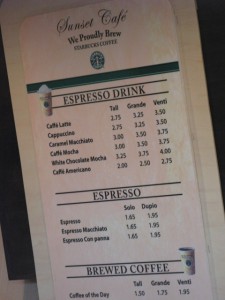 Sunset Café
We Proudly Brew
STARBUCKS COFFEE
ESPRESSO DRINK
Tall Grande Venti
Caffè Latte 2.75 3.25 3.50
Cappuccino 2.75 3.25 3.50
Caramel Macchiato 3.00 3.50 3.75
Caffè Mocha 3.00 3.50 3.75
White Chocolate Mocha 3.25 3.75 4.00
Caffè Americano 2.00 2.50 2.75
ESPRESSO
Solo Dopio
Espresso 1.65 1.95
Espresso Macchiato 1.65 1.95
Espresso Con panna 1.65 1.95
BREWED COFFEE
Tall Grande Venti
Coffee of the Day 1.50 1.75 1.95